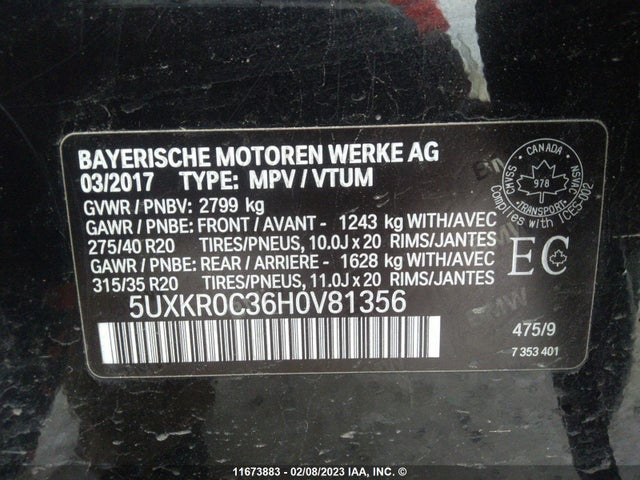 BAYERISCHE MOTOREN WERKE AG
03/2017 TYPE: MPV / VTUM
GVWR / PNBV: 2799 kg
GAWR / PNBE: FRONT / AVANT - 1243 kg WITH/AVEC
275/40 R20 TIRES/PNEUS, 10.0J x 20 RIMS/JANTES
GAWR / PNBE: REAR / ARRIERE - 1628 kg WITH/AVEC
315/35 R20 TIRES/PNEUS, 11.0J x 20 RIMS/JANTES
5UXKR0C36H0V81356
CANADA
CMVSS
NSVAC
978
TRANSPORT
ICES-002
EC
475/9
7 353 401
BMW
11673883 - 02/08/2023 IAA, INC. ©